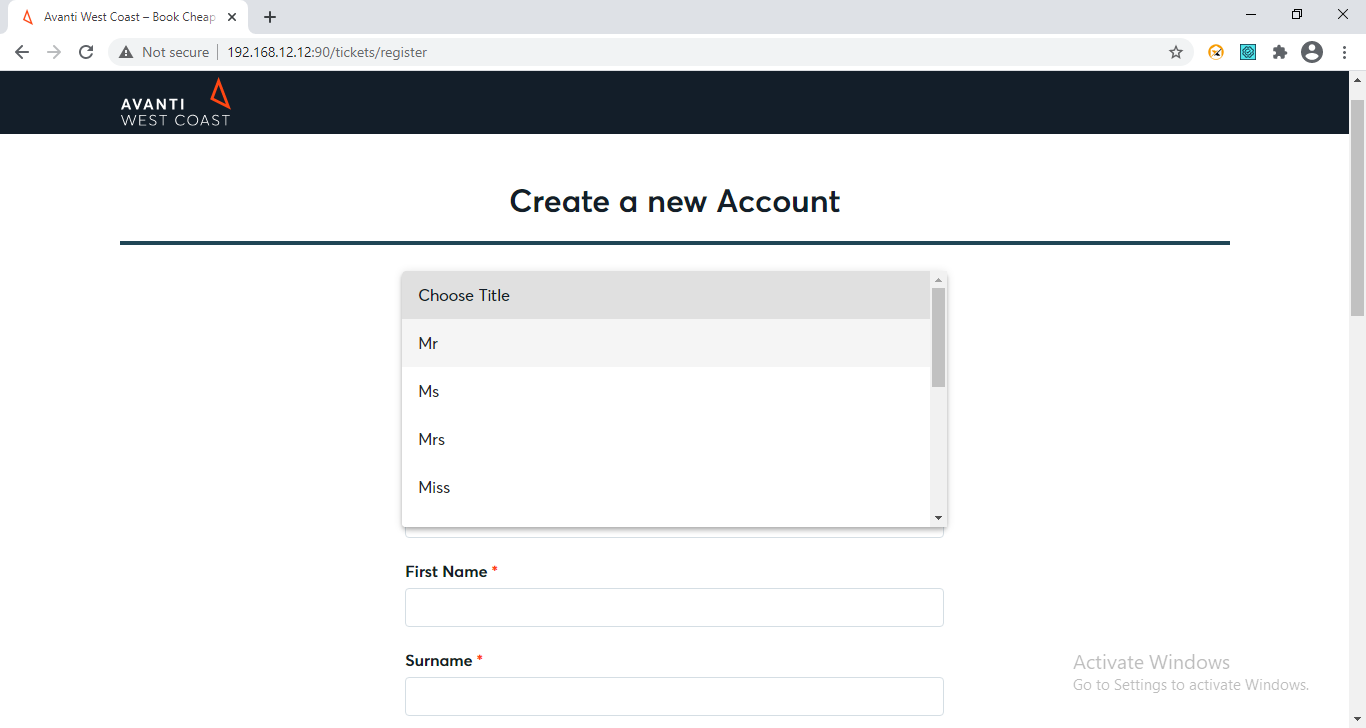 Avanti West Coast – Book Cheap
Not secure
192.168.12.12:90/tickets/register
AVANTI
WEST COAST
Create a new Account
Choose Title
Mr
Ms
Mrs
Miss
First Name *
Surname *
Activate Windows
Go to Settings to activate Windows.